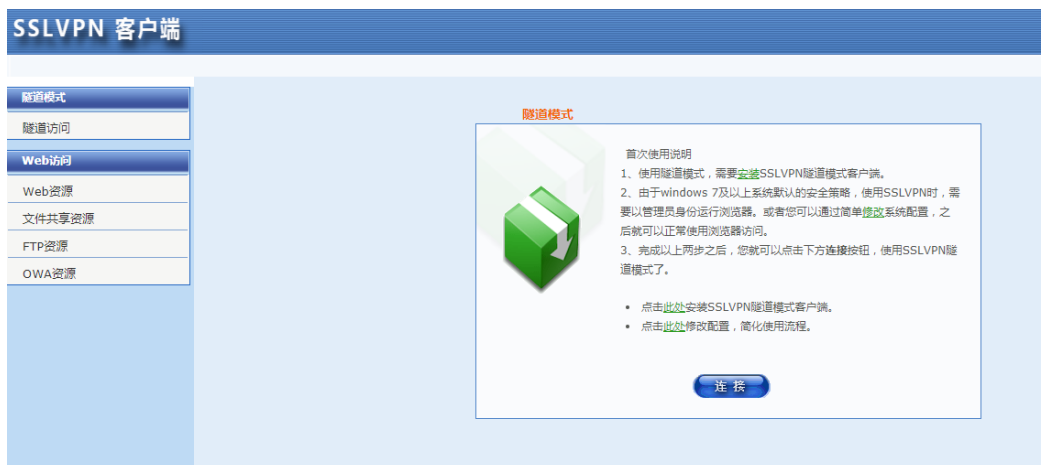 SSLVPN 客户端
隧道模式
隧道访问
Web访问
Web资源
文件共享资源
FTP资源
OWA资源
隧道模式
首次使用说明
1、使用隧道模式，需要安装SSLVPN隧道模式客户端。
2、由于windows 7及以上系统默认的安全策略，使用SSLVPN时，需
要以管理员身份运行浏览器。或者您可以通过简单修改系统配置，之
后就可以正常使用浏览器访问。
3、完成以上两步之后，您就可以点击下方连接按钮，使用SSLVPN隧
道模式了。
• 点击此处安装SSLVPN隧道模式客户端。
• 点击此处修改配置，简化使用流程。
连 接